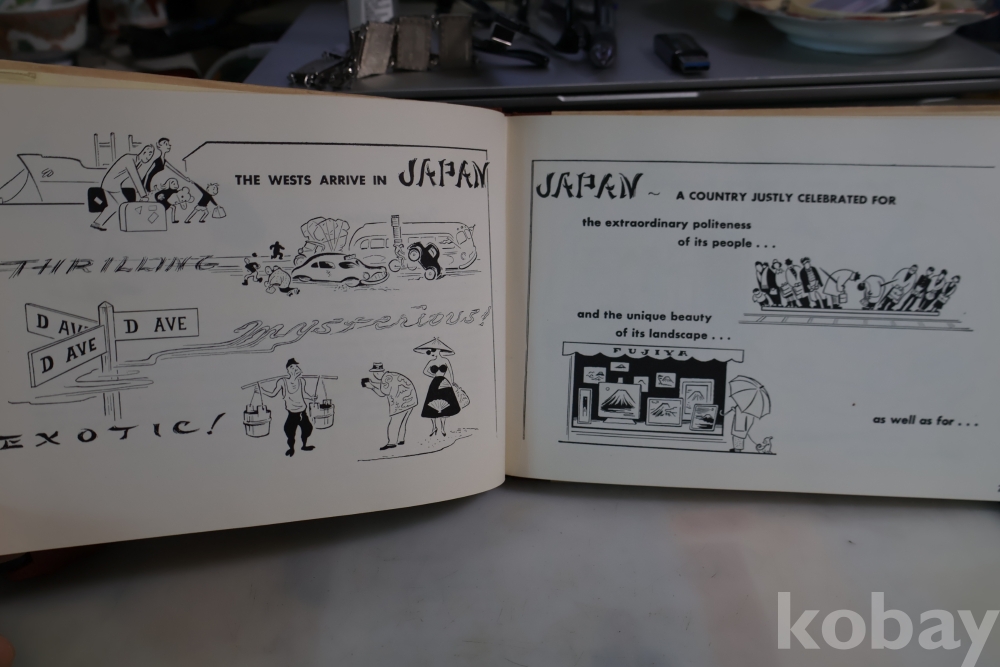 THE WESTS ARRIVE IN JAPAN
THRILLING
D AVE
D AVE
D AVE
mysterious!
EXOTIC!
JAPAN ~ A COUNTRY JUSTLY CELEBRATED FOR
the extraordinary politeness
of its people . . .
and the unique beauty
of its landscape . . .
FUJIYA
as well as for . . .
kobay